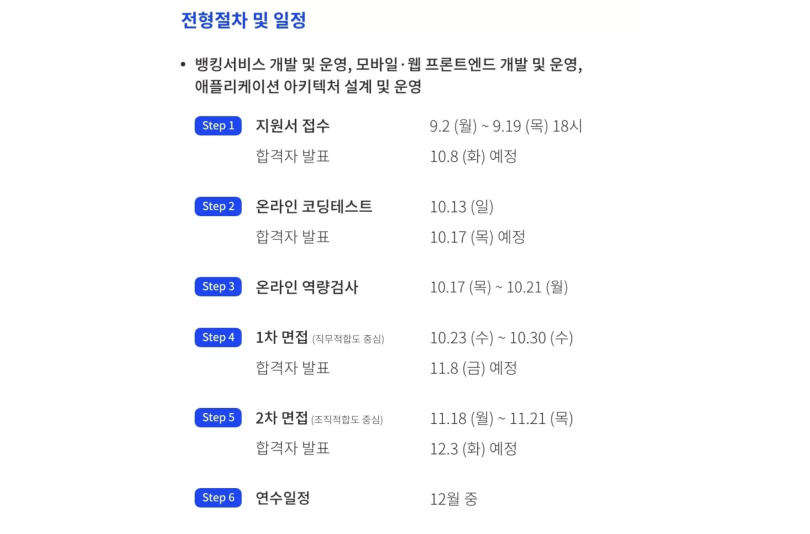 전형절차 및 일정
• 뱅킹서비스 개발 및 운영, 모바일·웹 프론트엔드 개발 및 운영,
애플리케이션 아키텍처 설계 및 운영
Step 1 지원서 접수 9.2 (월) ~ 9.19 (목) 18시
합격자 발표 10.8 (화) 예정
Step 2 온라인 코딩테스트 10.13 (일)
합격자 발표 10.17 (목) 예정
Step 3 온라인 역량검사 10.17 (목) ~ 10.21 (월)
Step 4 1차 면접 (직무적합도 중심) 10.23 (수) ~ 10.30 (수)
합격자 발표 11.8 (금) 예정
Step 5 2차 면접 (조직적합도 중심) 11.18 (월) ~ 11.21 (목)
합격자 발표 12.3 (화) 예정
Step 6 연수일정 12월 중